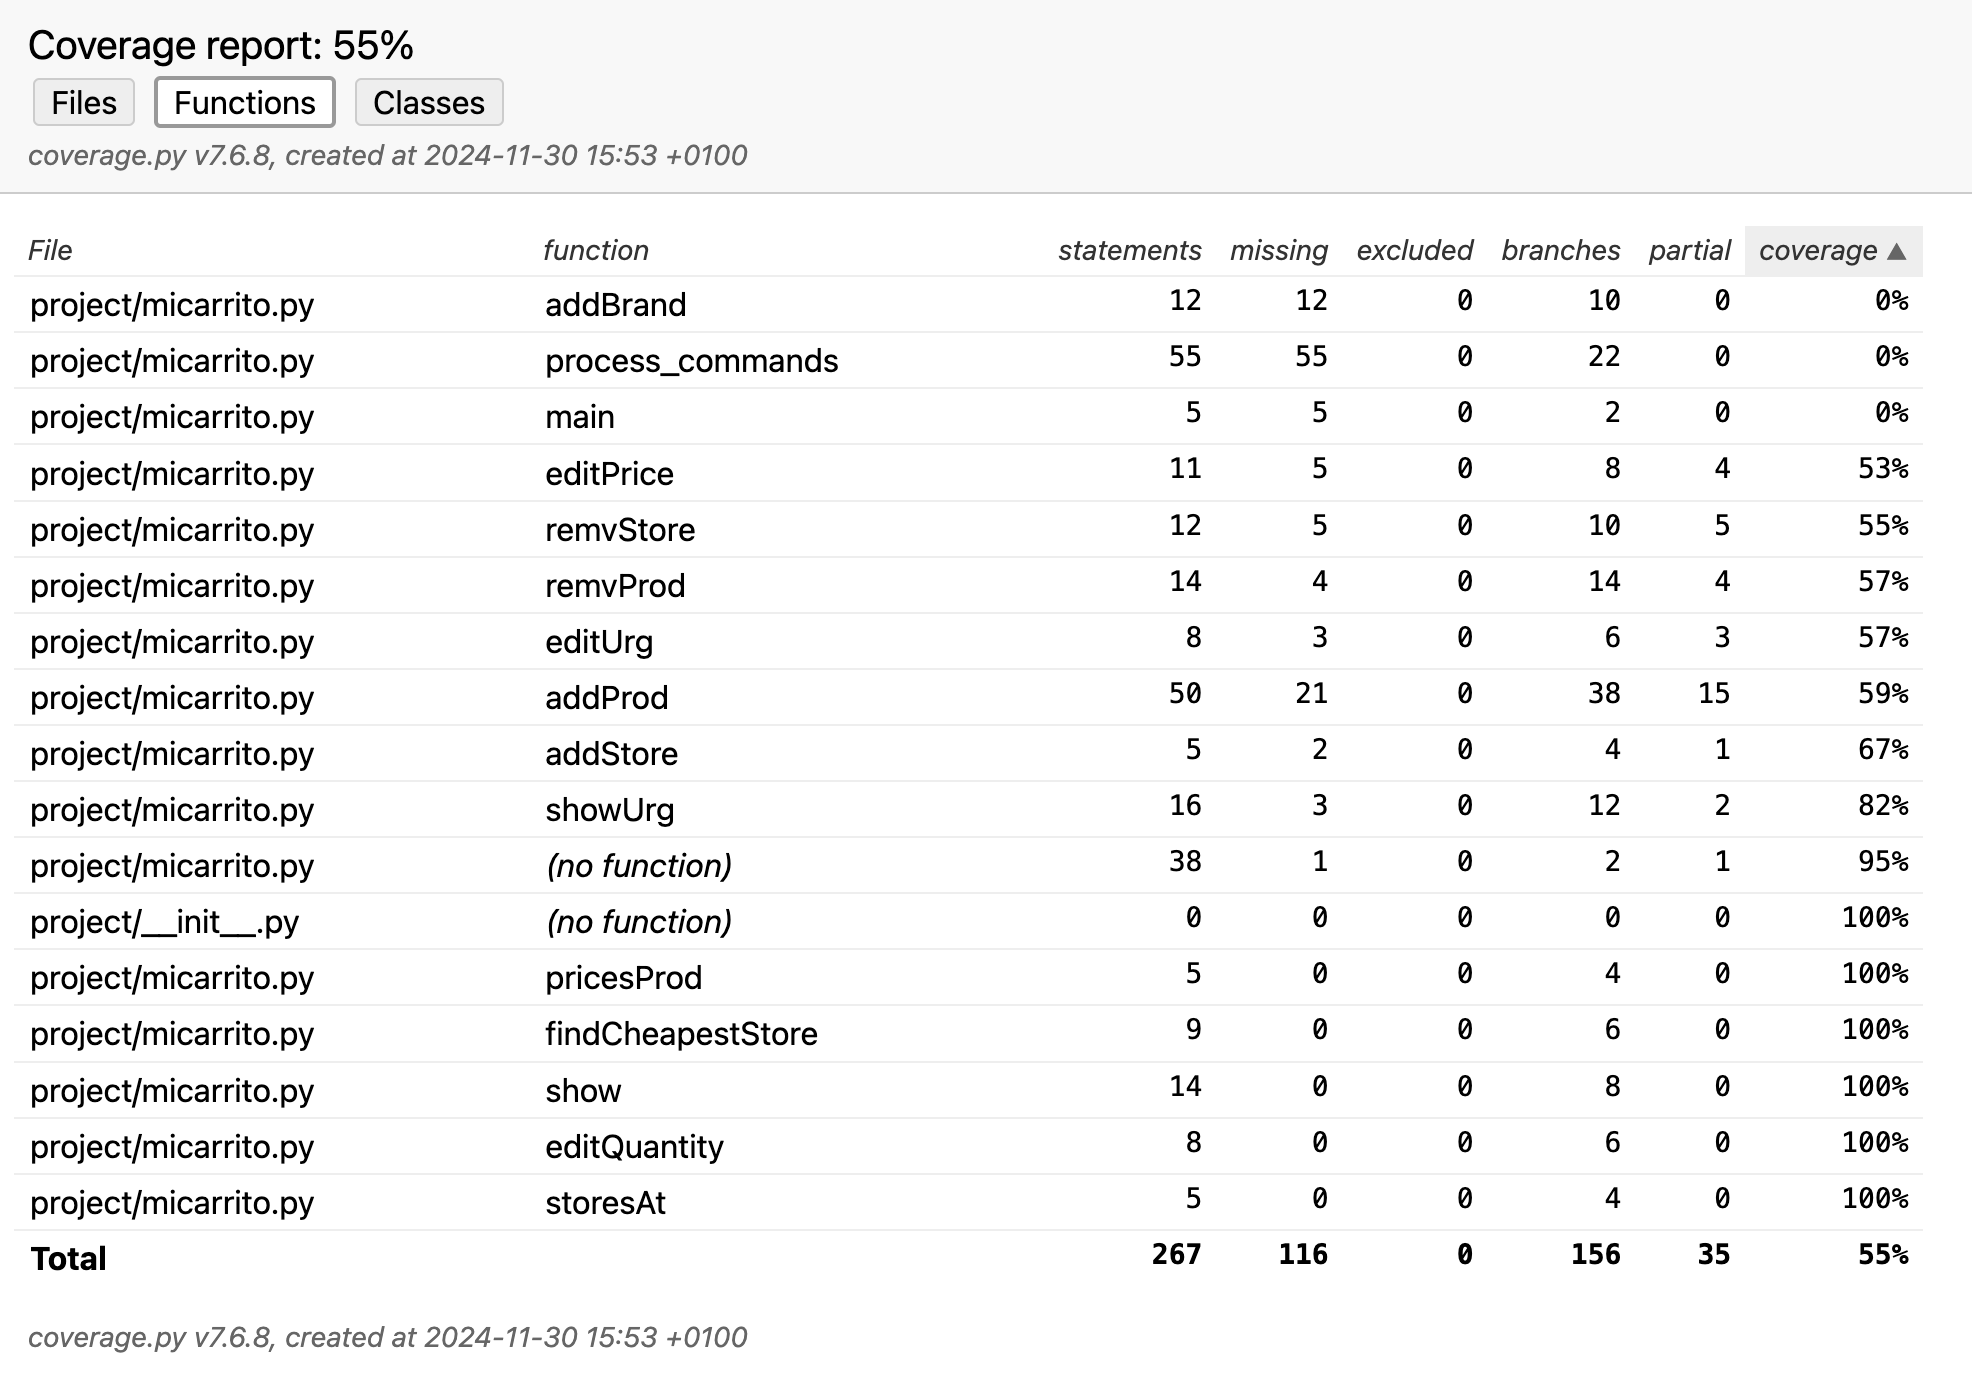 Coverage report: 55%
Files Functions Classes
coverage.py v7.6.8, created at 2024-11-30 15:53 +0100
File function statements missing excluded branches partial coverage ▲
project/micarrito.py addBrand 12 12 0 10 0 0%
project/micarrito.py process_commands 55 55 0 22 0 0%
project/micarrito.py main 5 5 0 2 0 0%
project/micarrito.py editPrice 11 5 0 8 4 53%
project/micarrito.py remvStore 12 5 0 10 5 55%
project/micarrito.py remvProd 14 4 0 14 4 57%
project/micarrito.py editUrg 8 3 0 6 3 57%
project/micarrito.py addProd 50 21 0 38 15 59%
project/micarrito.py addStore 5 2 0 4 1 67%
project/micarrito.py showUrg 16 3 0 12 2 82%
project/micarrito.py (no function) 38 1 0 2 1 95%
project/__init__.py (no function) 0 0 0 0 0 100%
project/micarrito.py pricesProd 5 0 0 4 0 100%
project/micarrito.py findCheapestStore 9 0 0 6 0 100%
project/micarrito.py show 14 0 0 8 0 100%
project/micarrito.py editQuantity 8 0 0 6 0 100%
project/micarrito.py storesAt 5 0 0 4 0 100%
Total 267 116 0 156 35 55%
coverage.py v7.6.8, created at 2024-11-30 15:53 +0100